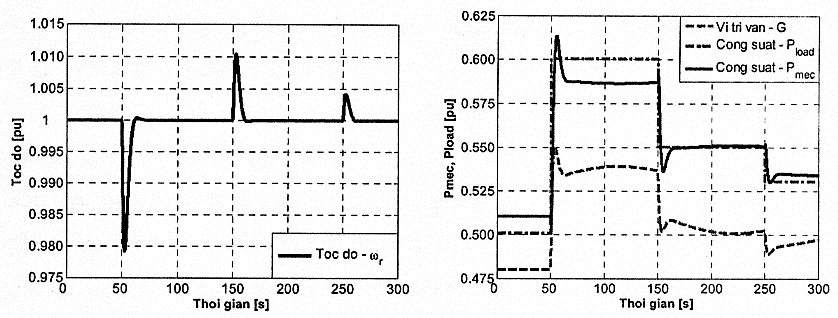 1.015
1.010
1.005
1
0.995
0.990
0.985
0.980
0.975
Toc do [pu]
Toc do - ωr
0 50 100 150 200 250 300
Thoi gian [s]
0.625
0.600
0.575
0.550
0.525
0.500
0.475
Pmec, Pload [pu]
Vi tri van - G
Cong suat - Pload
Cong suat - Pmec
0 50 100 150 200 250 300
Thoi gian [s]